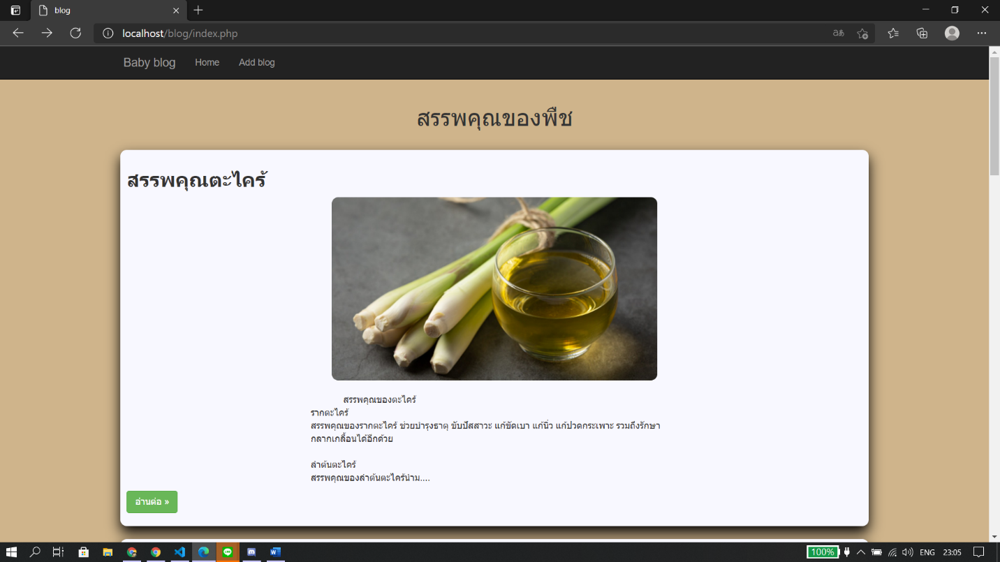 blog
localhost/blog/index.php
Baby blog
Home
Add blog
สรรพคุณของพืช
สรรพคุณตะไคร้
สรรพคุณของตะไคร้
รากตะไคร้
สรรพคุณของรากตะไคร้ ช่วยบำรุงธาตุ ขับปัสสาวะ แก้ขัดเบา แก้นิ่ว แก้ปวดกระเพาะ รวมถึงรักษา
กลากเกลื้อนได้อีกด้วย
ลำต้นตะไคร้
สรรพคุณของลำต้นตะไคร้นำม....
อ่านต่อ »
100%
ENG
23:05